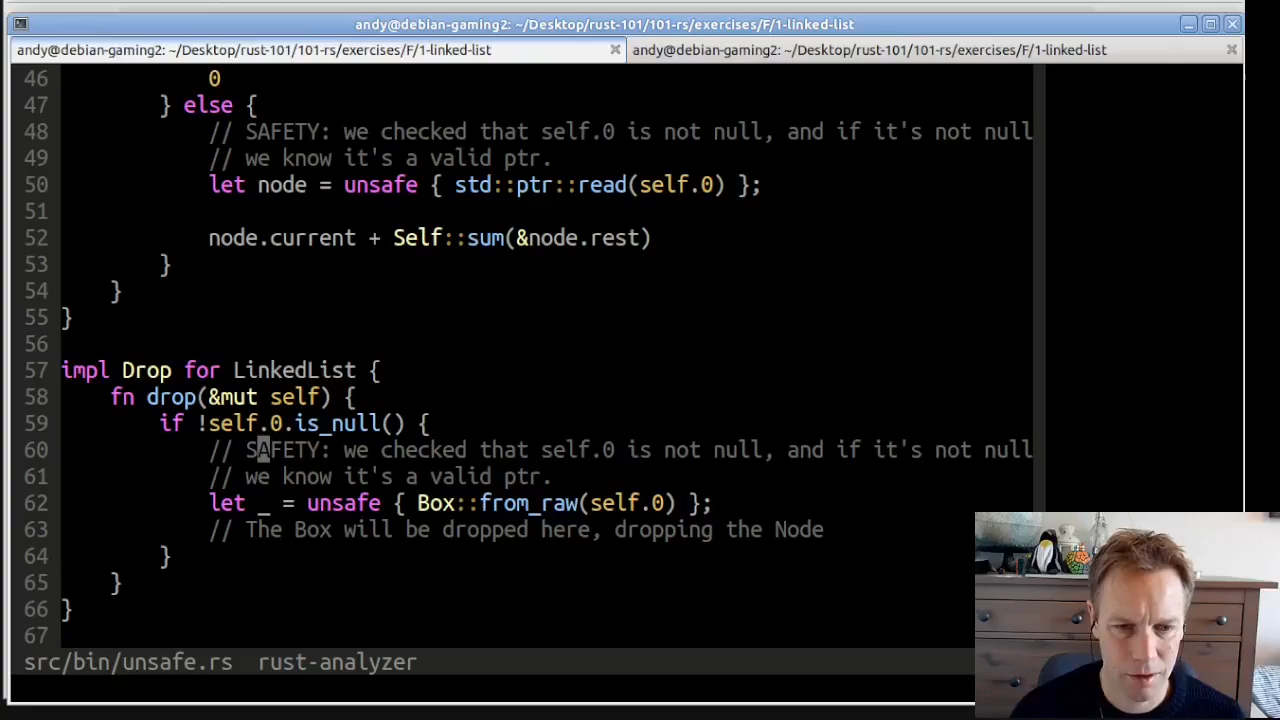 andy@debian-gaming2: ~/Desktop/rust-101/101-rs/exercises/F/1-linked-list
andy@debian-gaming2: ~/Desktop/rust-101/101-rs/exercises/F/1-linked-list
andy@debian-gaming2: ~/Desktop/rust-101/101-rs/exercises/F/1-linked-list
46             0
47         } else {
48             // SAFETY: we checked that self.0 is not null, and if it's not null
49             // we know it's a valid ptr.
50             let node = unsafe { std::ptr::read(self.0) };
51
52             node.current + Self::sum(&node.rest)
53         }
54     }
55 }
56
57 impl Drop for LinkedList {
58     fn drop(&mut self) {
59         if !self.0.is_null() {
60             // SAFETY: we checked that self.0 is not null, and if it's not null
61             // we know it's a valid ptr.
62             let _ = unsafe { Box::from_raw(self.0) };
63             // The Box will be dropped here, dropping the Node
64         }
65     }
66 }
67
src/bin/unsafe.rs  rust-analyzer